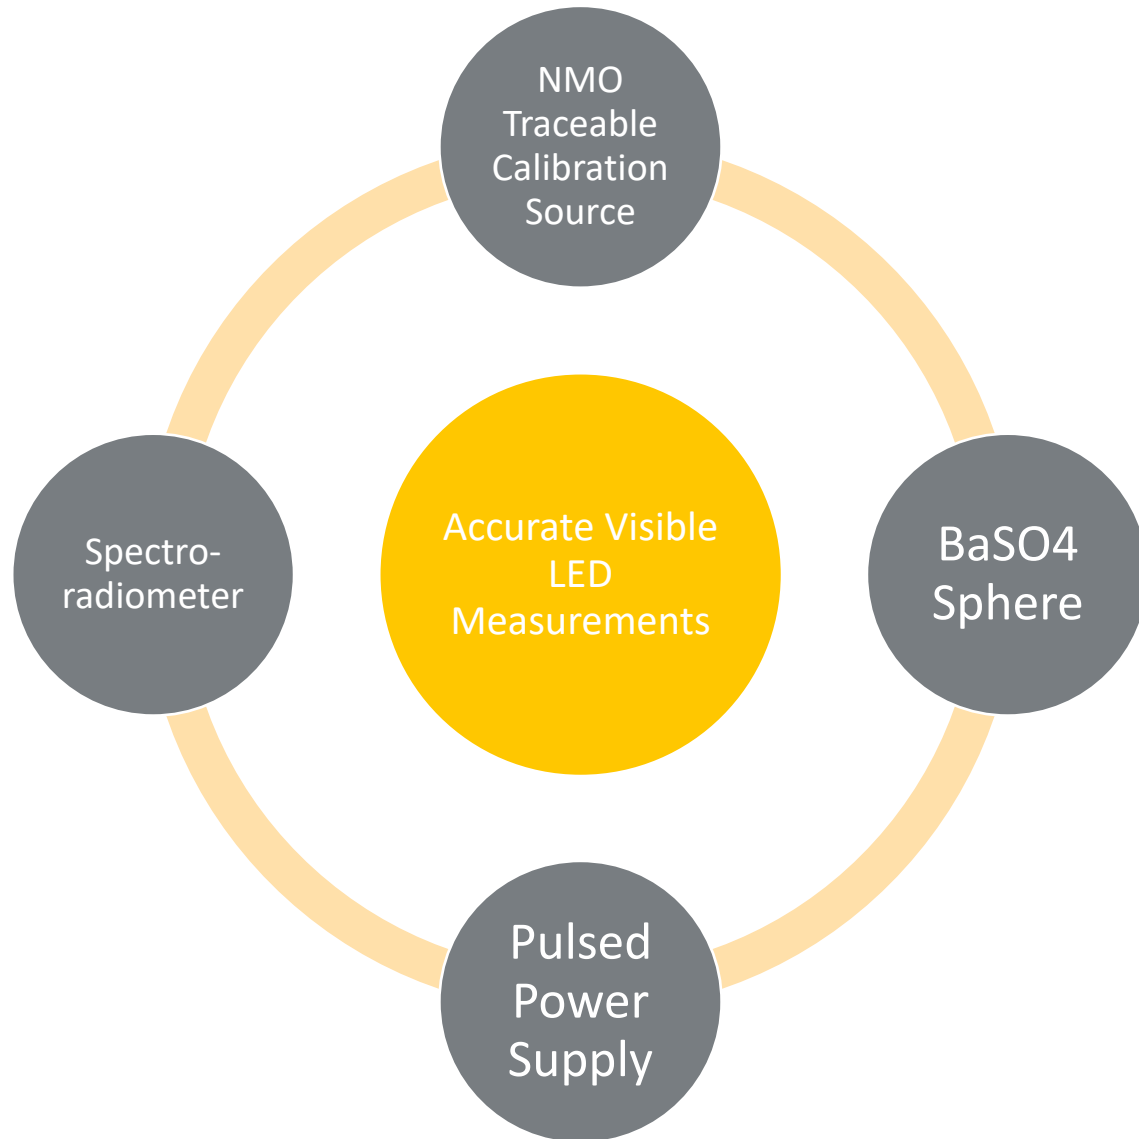 NMO
Traceable
Calibration
Source
Spectro-
radiometer
Accurate Visible
LED
Measurements
BaSO4
Sphere
Pulsed
Power
Supply